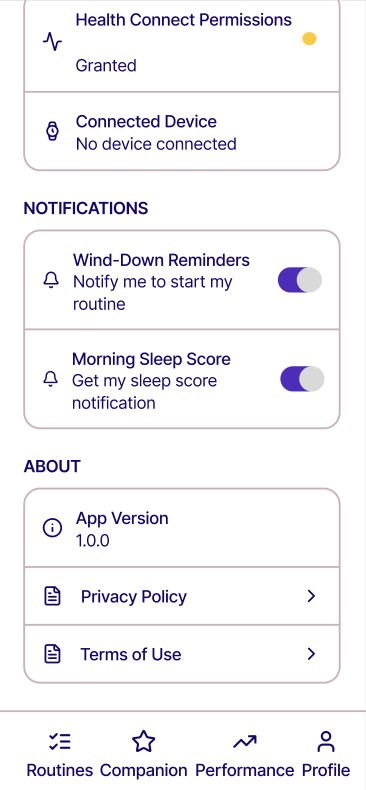 Health Connect Permissions
Granted
Connected Device
No device connected
NOTIFICATIONS
Wind-Down Reminders
Notify me to start my
routine
Morning Sleep Score
Get my sleep score
notification
ABOUT
App Version
1.0.0
Privacy Policy
Terms of Use
Routines Companion Performance Profile